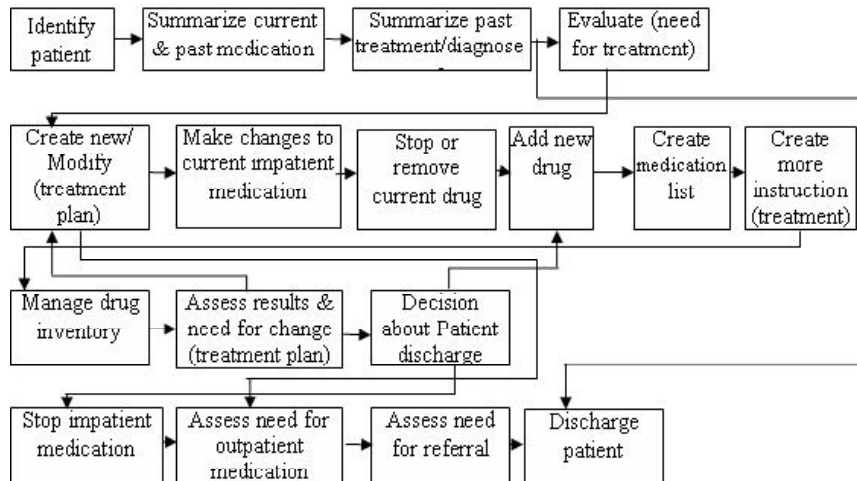 Identify
patient
Summarize current
& past medication
Summarize past
treatment/diagnose
Evaluate (need
for treatment)
Create new/
Modify
(treatment
plan)
Make changes to
current impatient
medication
Stop or
remove
current drug
Add new
drug
Create
medication
list
Create
more
instruction
(treatment)
Manage drug
inventory
Assess results &
need for change
(treatment plan)
Decision
about Patient
discharge
Stop impatient
medication
Assess need for
outpatient
medication
Assess need
for referral
Discharge
patient